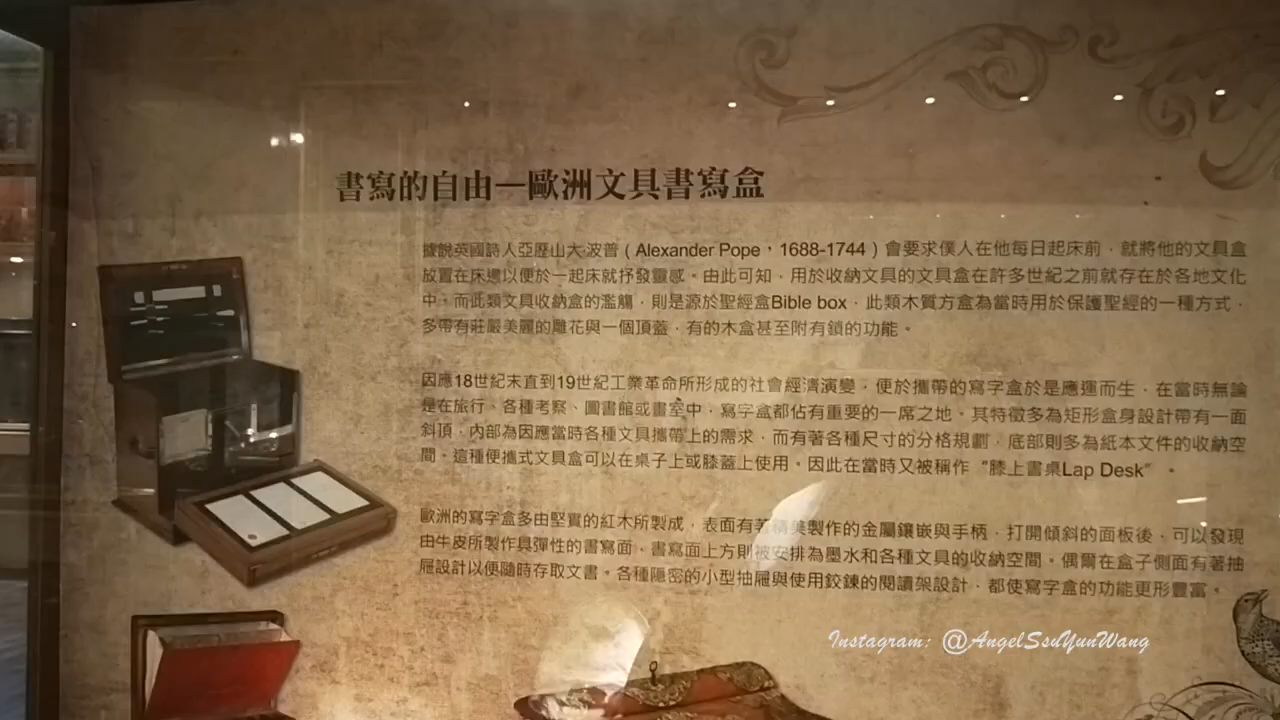 書寫的自由—歐洲文具書寫盒
據說英國詩人亞歷山大·波普（Alexander Pope，1688-1744）會要求僕人在他每日起床前，就將他的文具盒
放置在床邊以便於一起床就抒發靈感。由此可知，用於收納文具的文具盒在許多世紀之前就存在於各地文化
中。而此類文具收納盒的濫觴，則是源於聖經盒Bible box，此類木質方盒為當時用於保護聖經的一種方式，
多帶有莊嚴美麗的雕花與一個頂蓋，有的木盒甚至附有鎖的功能。
因應18世紀末直到19世紀工業革命所形成的社會經濟演變，便於攜帶的寫字盒於是應運而生，在當時無論
是在旅行、各種考察、圖書館或書室中，寫字盒都佔有重要的一席之地。其特徵多為矩形盒身設計帶有一面
斜頂，內部為因應當時各種文具攜帶上的需求，而有著各種尺寸的分格規劃，底部則多為紙本文件的收納空
間。這種便攜式文具盒可以在桌子上或膝蓋上使用。因此在當時又被稱作“膝上書桌Lap Desk”。
歐洲的寫字盒多由堅實的紅木所製成，表面有著精美製作的金屬鑲嵌與手柄，打開傾斜的面板後，可以發現
由牛皮所製作具彈性的書寫面，書寫面上方則被安排為墨水和各種文具的收納空間。偶爾在盒子側面有著抽
屜設計以便隨時存取文書。各種隱密的小型抽屜與使用鉸鍊的閱讀架設計，都使寫字盒的功能更形豐富。
Instagram: @AngelSsuYunWang